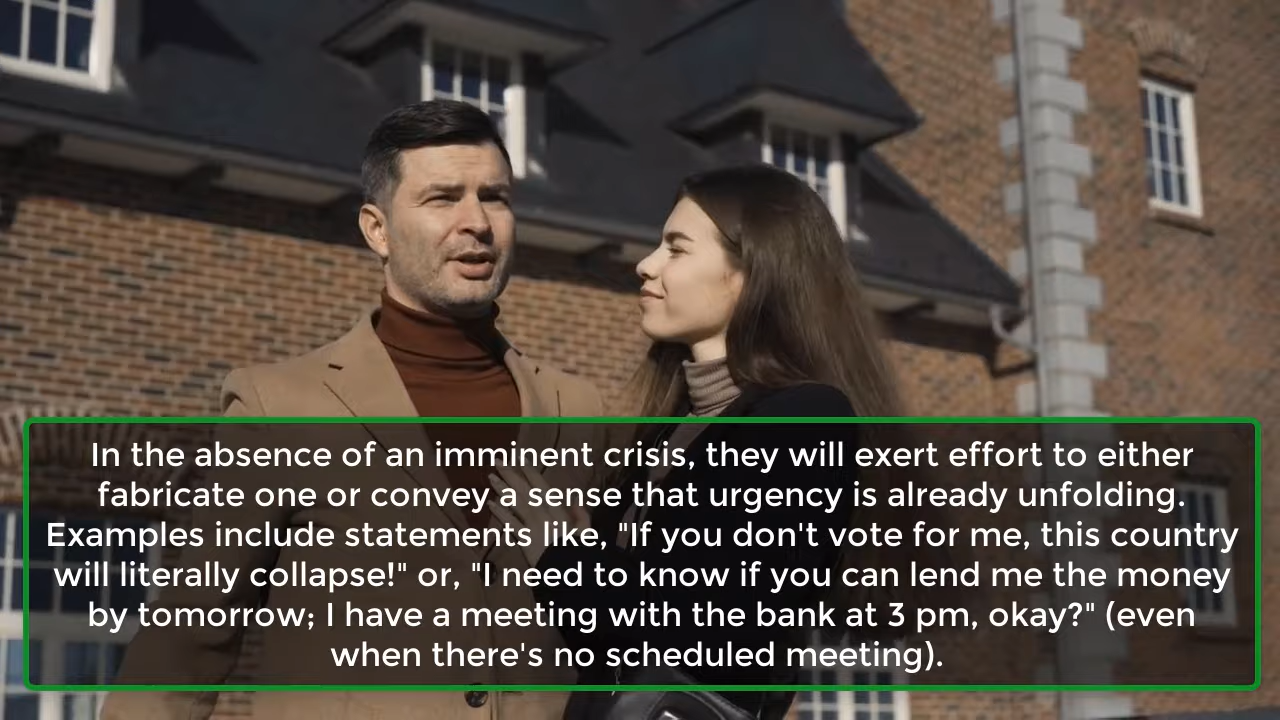 In the absence of an imminent crisis, they will exert effort to either
fabricate one or convey a sense that urgency is already unfolding.
Examples include statements like, "If you don't vote for me, this country
will literally collapse!" or, "I need to know if you can lend me the money
by tomorrow; I have a meeting with the bank at 3 pm, okay?" (even
when there's no scheduled meeting).